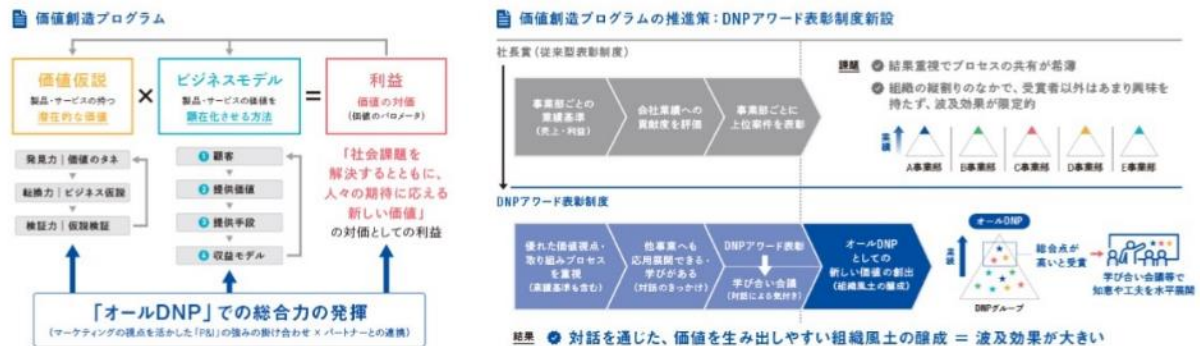 価値創造プログラム
価値仮説
製品・サービスの持つ
潜在的な価値
×
ビジネスモデル
製品・サービスの価値を
顕在化させる方法
=
利益
価値の対価
(価値のバロメータ)
発見力|価値のタネ
転換力|ビジネス仮説
検証力|仮説検証
1 顧客
2 提供価値
3 提供手段
4 収益モデル
「社会課題を
解決するとともに、
人々の期待に応える
新しい価値」
の対価としての利益
「オールDNP」での総合力の発揮
(マーケティングの視点を活かした「P&I」の強みの掛け合わせ × パートナーとの連携)
価値創造プログラムの推進策:DNPアワード表彰制度新設
社長賞(従来型表彰制度)
事業部ごとの
業績基準
(売上・利益)
会社業績への
貢献度を評価
事業部ごとに
上位案件を表彰
課題
結果重視でプロセスの共有が希薄
組織の縦割りのなかで、受賞者以外はあまり興味を
持たず、波及効果が限定的
業績
A事業部
B事業部
C事業部
D事業部
E事業部
DNPアワード表彰制度
優れた価値視点・
取り組みプロセス
を重視
(業績基準も含む)
他事業へも
応用展開できる・
学びがある
(対話のきっかけ)
DNPアワード表彰
学び合い会議
(対話による気付き)
オールDNP
としての
新しい価値の創出
(組織風土の醸成)
オールDNP
業績
DNPグループ
総合点が
高いと受賞
学び合い会議等で
知恵や工夫を水平展開
結果
対話を通じた、価値を生み出しやすい組織風土の醸成 = 波及効果が大きい